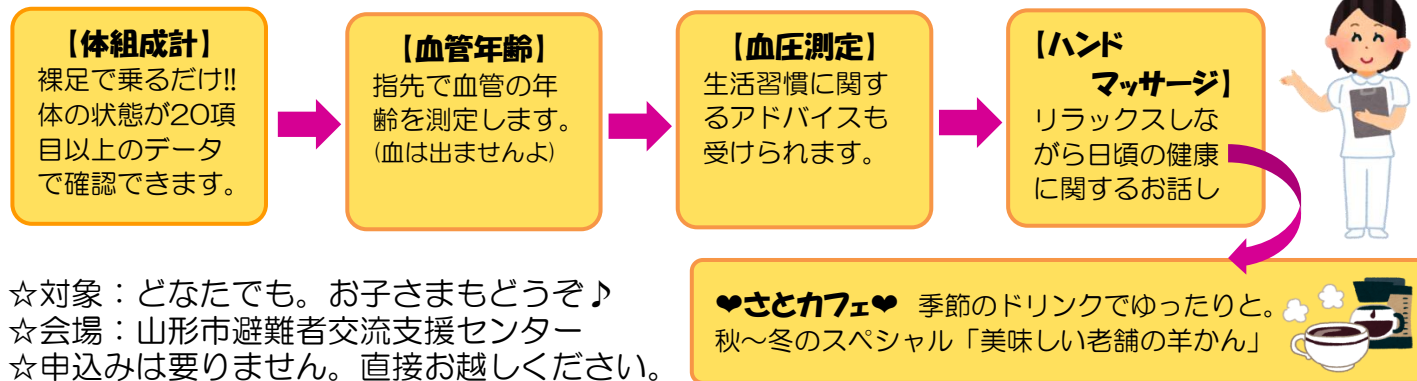 【体組成計】
裸足で乗るだけ!!
体の状態が20項
目以上のデータ
で確認できます。
【血管年齢】
指先で血管の年
齢を測定します。
(血は出ませんよ)
【血圧測定】
生活習慣に関す
るアドバイスも
受けられます。
【ハンド
マッサージ】
リラックスしな
がら日頃の健康
に関するお話し
☆対象：どなたでも。お子さまもどうぞ♪
☆会場：山形市避難者交流支援センター
☆申込みは要りません。直接お越しください。
❤さとカフェ❤ 季節のドリンクでゆったりと。
秋～冬のスペシャル「美味しい老舗の羊かん」